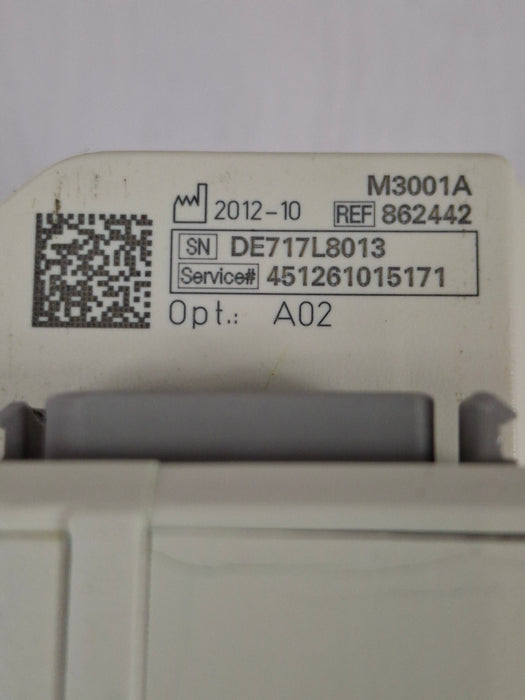 M3001A
2012-10 REF 862442
SN DE717L8013
Service# 451261015171
Opt.: A02